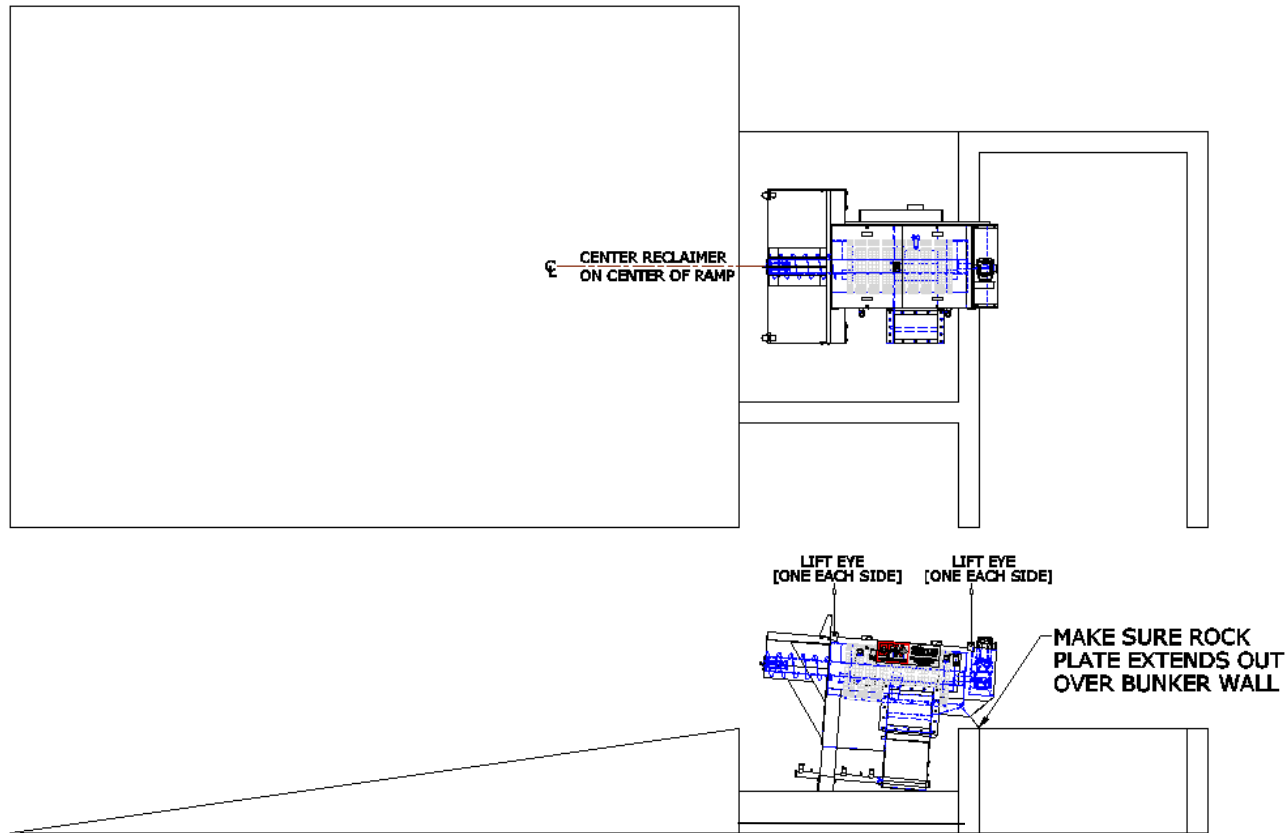 CENTER RECLAIMER
ON CENTER OF RAMP
LIFT EYE
[ONE EACH SIDE]
LIFT EYE
[ONE EACH SIDE]
MAKE SURE ROCK
PLATE EXTENDS OUT
OVER BUNKER WALL